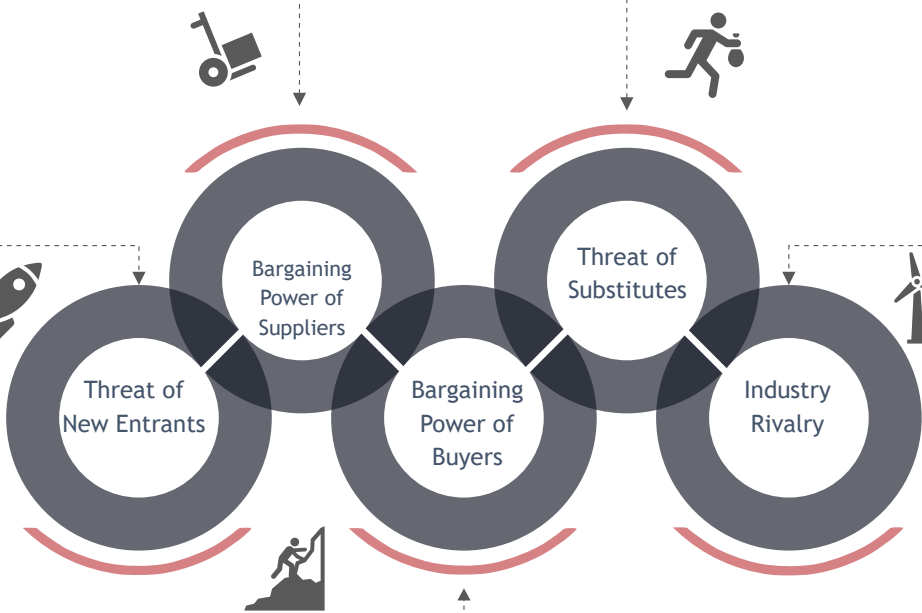 Threat of
New Entrants
Bargaining
Power of
Suppliers
Bargaining
Power of
Buyers
Threat of
Substitutes
Industry
Rivalry